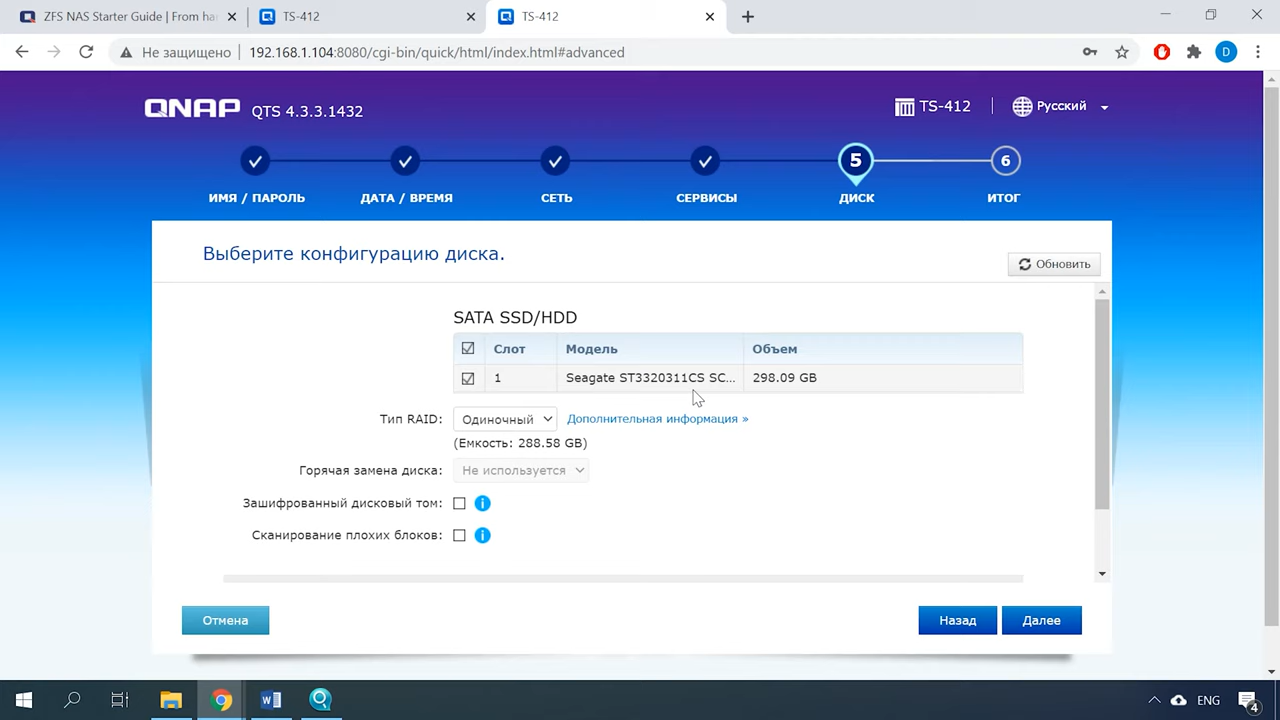 ZFS NAS Starter Guide | From ha
TS-412
TS-412
Не защищено
192.168.1.104:8080/cgi-bin/quick/html/index.html#advanced
D
QNAP QTS 4.3.3.1432
TS-412
Русский
5
6
ИМЯ / ПАРОЛЬ
ДАТА / ВРЕМЯ
СЕТЬ
СЕРВИСЫ
ДИСК
ИТОГ
Выберите конфигурацию диска.
Обновить
SATA SSD/HDD
Слот Модель Объем
1 Seagate ST3320311CS SC... 298.09 GB
Тип RAID: Одиночный Дополнительная информация »
(Емкость: 288.58 GB)
Горячая замена диска: Не используется
Зашифрованный дисковый том:
Сканирование плохих блоков:
Отмена
Назад
Далее
ENG
4